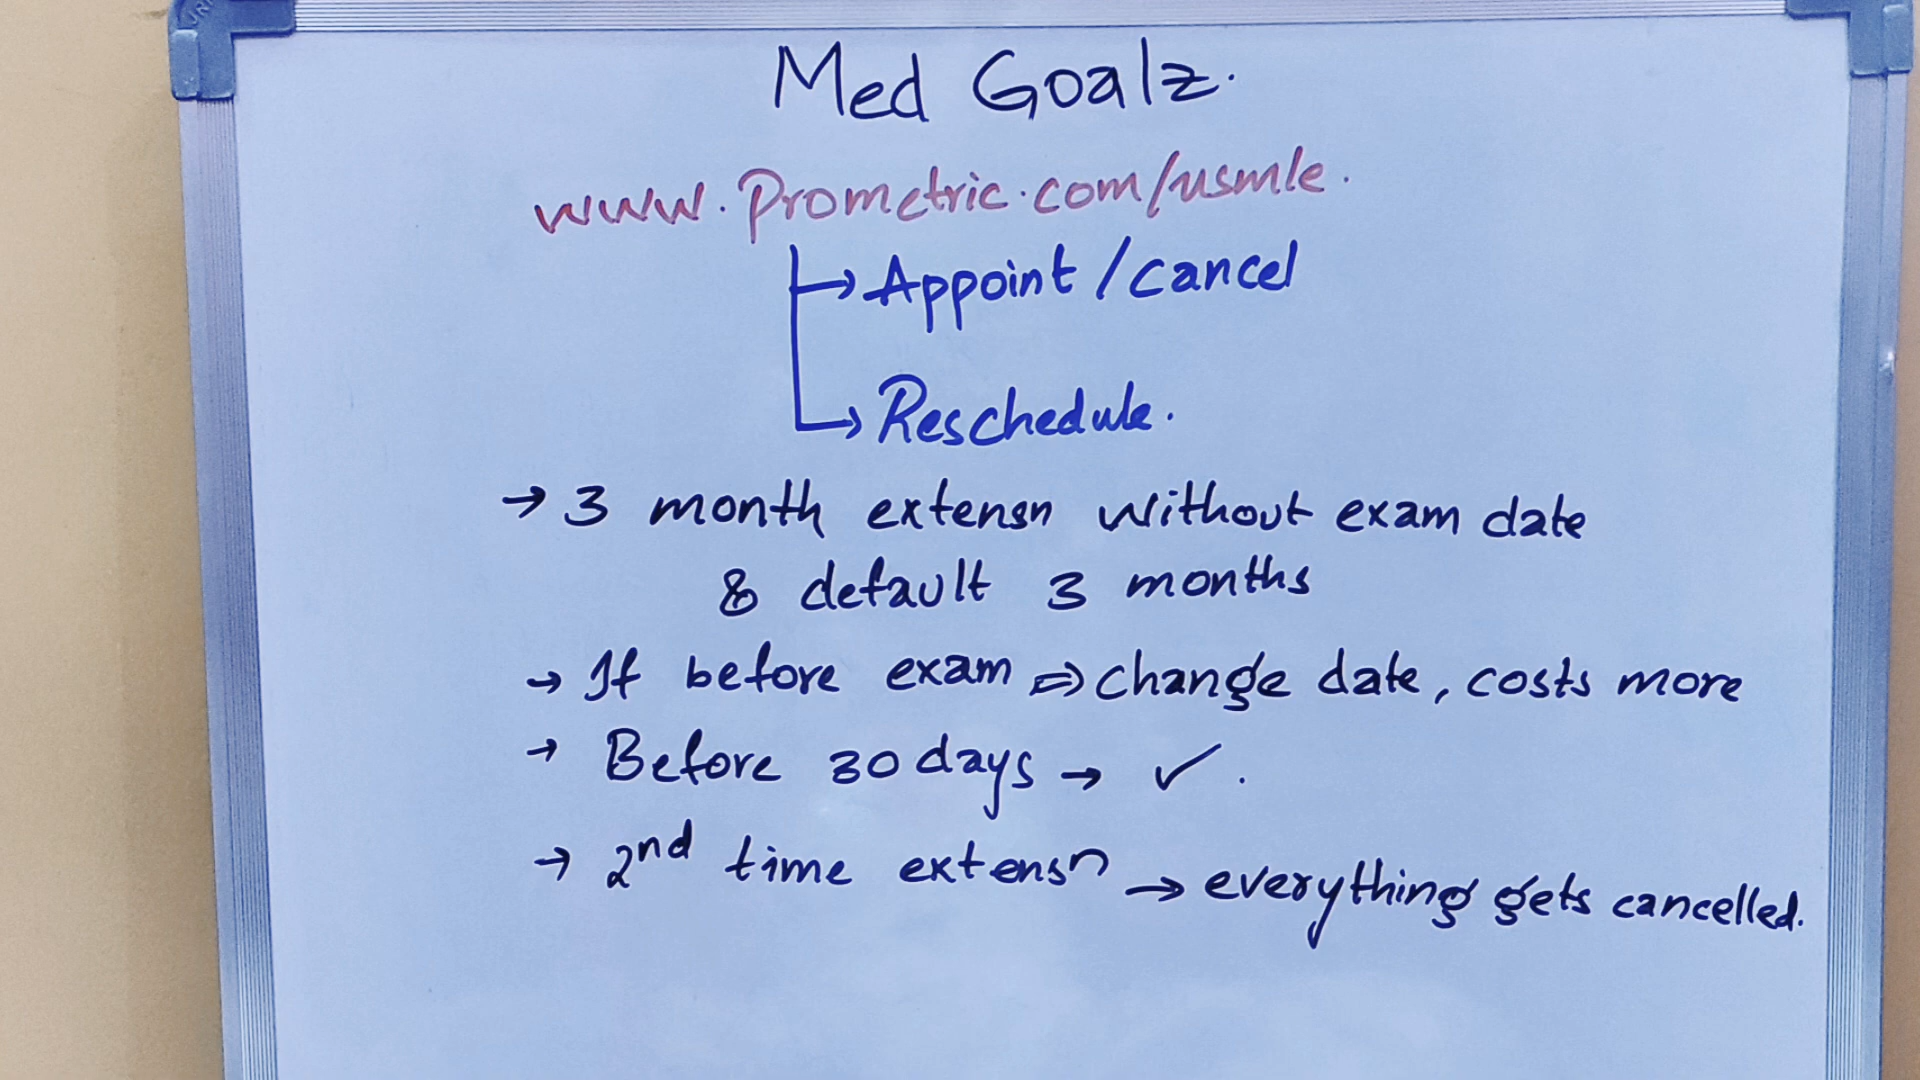 Med Goalz.
www.Prometric.com/usmle.
→ Appoint/cancel
→ Reschedule.
→ 3 month extensn without exam date
& default 3 months
→ If before exam ⇒ change date, costs more
→ Before 30 days → ✓.
→ 2nd time extensn → everything gets cancelled.